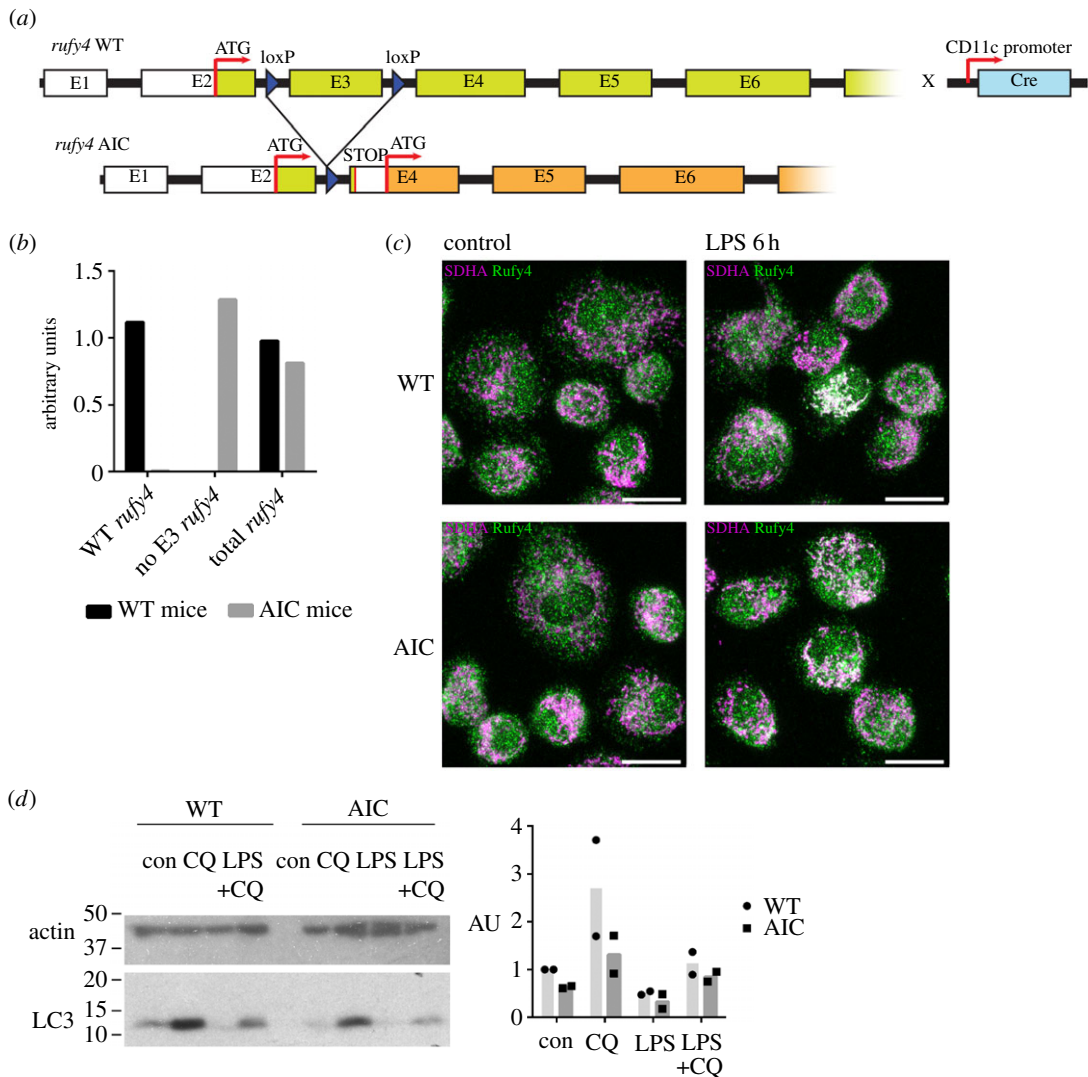 (a)
rufy4 WT
ATG
loxP
loxP
CD11c promoter
E1
E2
E3
E4
E5
E6
X
Cre
rufy4 AIC
ATG
STOP
ATG
E1
E2
E4
E5
E6
(b)
1.5
1.0
0.5
0
arbitrary units
WT rufy4
no E3 rufy4
total rufy4
WT mice
AIC mice
(c)
control
LPS 6 h
SDHA Rufy4
SDHA Rufy4
WT
SDHA Rufy4
SDHA Rufy4
AIC
(d)
WT
AIC
con CQ LPS
+CQ
con CQ LPS LPS
+CQ
50
actin
37
20
15
LC3
10
4
3
2
1
0
AU
WT
AIC
con
CQ
LPS
LPS
+CQ